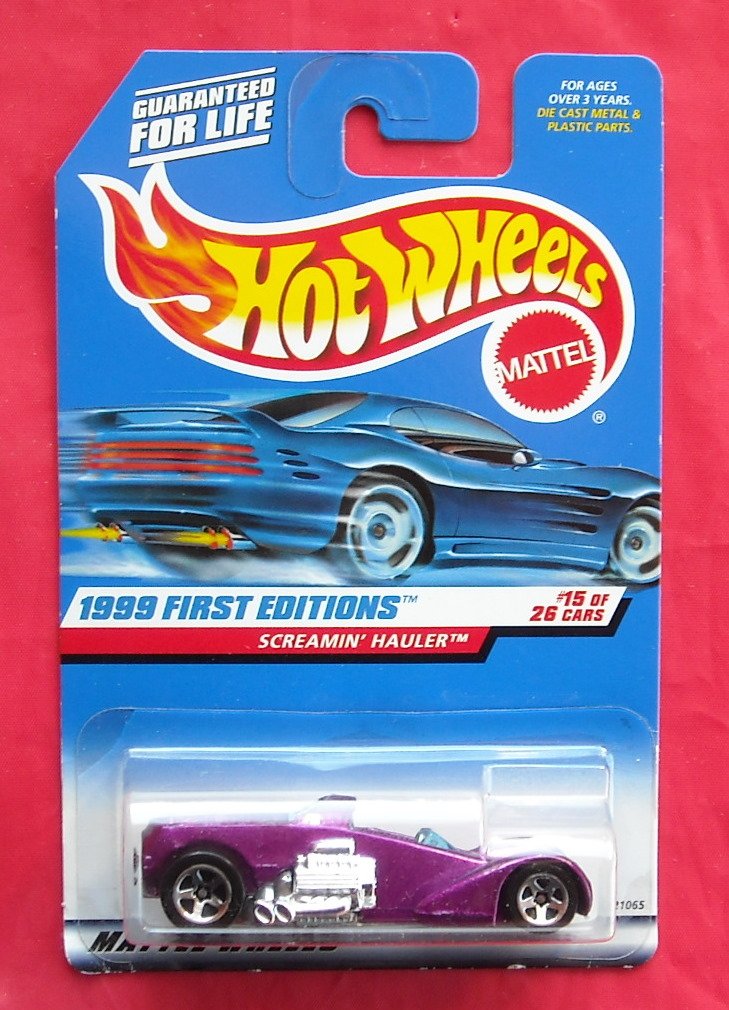 GUARANTEED
FOR LIFE
FOR AGES
OVER 3 YEARS.
DIE CAST METAL &
PLASTIC PARTS.
HOT WHEELS
MATTEL
®
1999 FIRST EDITIONS™
#15 OF
26 CARS
SCREAMIN' HAULER™
21065